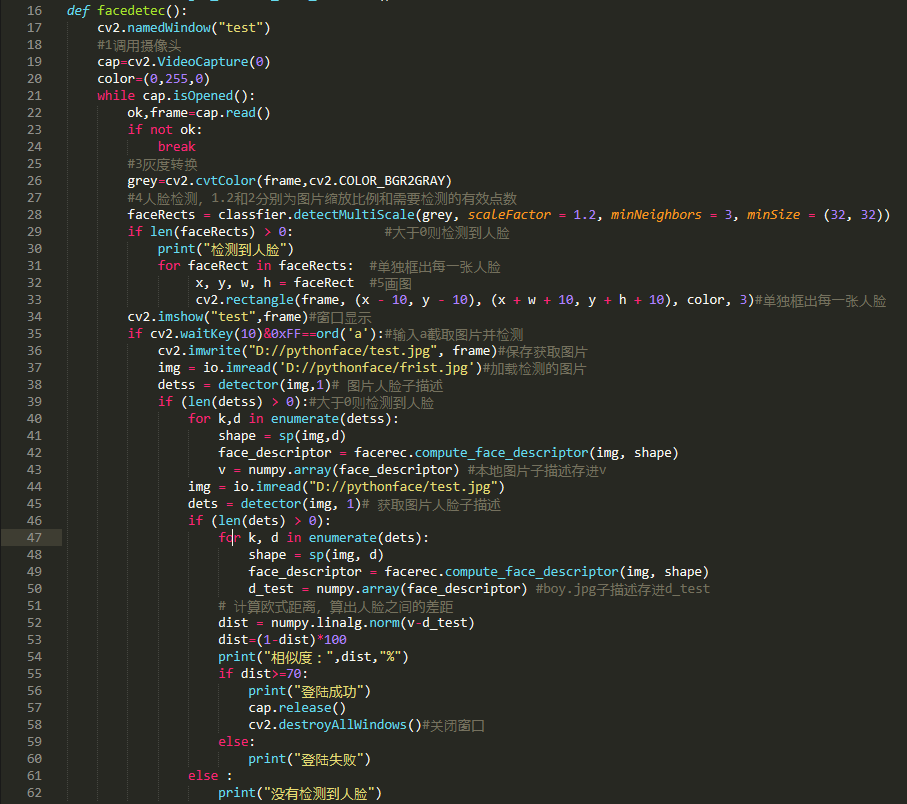 16 def facedetec():
17     cv2.namedWindow("test")
18     #1调用摄像头
19     cap=cv2.VideoCapture(0)
20     color=(0,255,0)
21     while cap.isOpened():
22         ok,frame=cap.read()
23         if not ok:
24             break
25         #3灰度转换
26         grey=cv2.cvtColor(frame,cv2.COLOR_BGR2GRAY)
27         #4人脸检测，1.2和2分别为图片缩放比例和需要检测的有效点数
28         faceRects = classfier.detectMultiScale(grey, scaleFactor = 1.2, minNeighbors = 3, minSize = (32, 32))
29         if len(faceRects) > 0:            #大于0则检测到人脸
30             print("检测到人脸")
31             for faceRect in faceRects:  #单独框出每一张人脸
32                  x, y, w, h = faceRect  #5画图
33                  cv2.rectangle(frame, (x - 10, y - 10), (x + w + 10, y + h + 10), color, 3)#单独框出每一张人脸
34         cv2.imshow("test",frame)#窗口显示
35         if cv2.waitKey(10)&0xFF==ord('a'):#输入a截取图片并检测
36             cv2.imwrite("D://pythonface/test.jpg", frame)#保存获取图片
37             img = io.imread('D://pythonface/frist.jpg')#加载检测的图片
38             detss = detector(img,1)# 图片人脸子描述
39             if (len(detss) > 0):#大于0则检测到人脸
40                 for k,d in enumerate(detss):
41                     shape = sp(img,d)
42                     face_descriptor = facerec.compute_face_descriptor(img, shape)
43                     v = numpy.array(face_descriptor) #本地图片子描述存进v
44                 img = io.imread("D://pythonface/test.jpg")
45                 dets = detector(img, 1)# 获取图片人脸子描述
46                 if (len(dets) > 0):
47                     for k, d in enumerate(dets):
48                         shape = sp(img, d)
49                         face_descriptor = facerec.compute_face_descriptor(img, shape)
50                         d_test = numpy.array(face_descriptor) #boy.jpg子描述存进d_test
51                     # 计算欧式距离，算出人脸之间的差距
52                     dist = numpy.linalg.norm(v-d_test)
53                     dist=(1-dist)*100
54                     print("相似度：",dist,"%")
55                     if dist>=70:
56                         print("登陆成功")
57                         cap.release()
58                         cv2.destroyAllWindows()#关闭窗口
59                     else:
60                         print("登陆失败")
61                 else :
62                     print("没有检测到人脸")